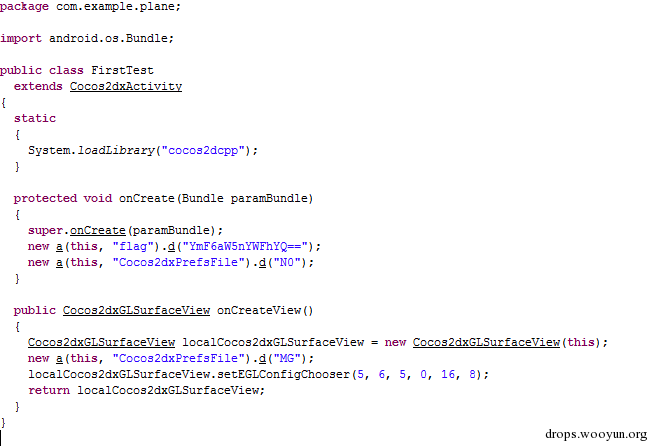 package com.example.plane;
import android.os.Bundle;
public class FirstTest
extends Cocos2dxActivity
{
static
{
System.loadLibrary("cocos2dcpp");
}
protected void onCreate(Bundle paramBundle)
{
super.onCreate(paramBundle);
new a(this, "flag").d("YmF6aW5nYWFhYQ==");
new a(this, "Cocos2dxPrefsFile").d("N0");
}
public Cocos2dxGLSurfaceView onCreateView()
{
Cocos2dxGLSurfaceView localCocos2dxGLSurfaceView = new Cocos2dxGLSurfaceView(this);
new a(this, "Cocos2dxPrefsFile").d("MG");
localCocos2dxGLSurfaceView.setEGLConfigChooser(5, 6, 5, 0, 16, 8);
return localCocos2dxGLSurfaceView;
}
}
drops.wooyun.org